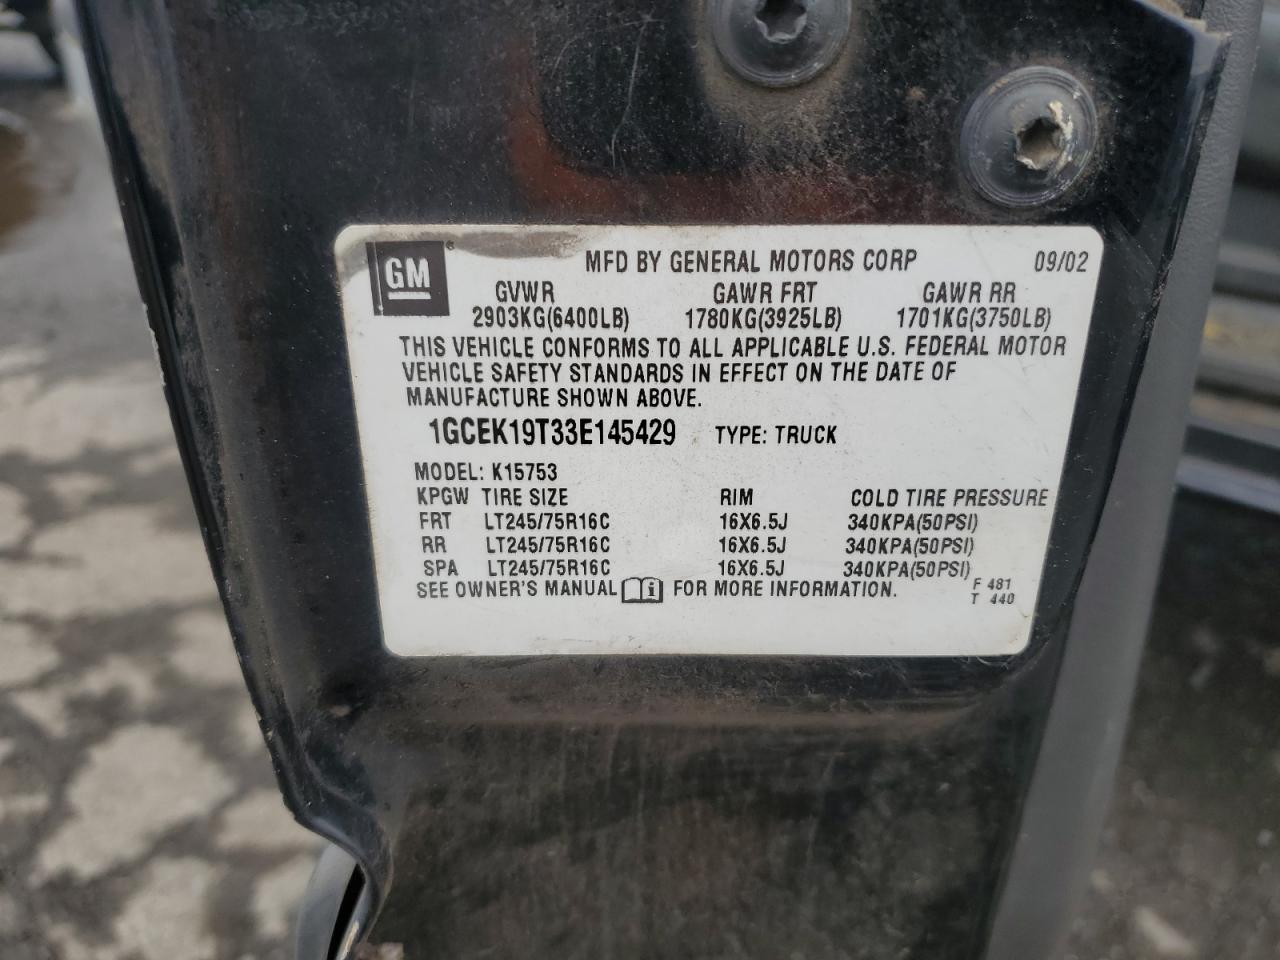 GM® MFD BY GENERAL MOTORS CORP 09/02
GVWR GAWR FRT GAWR RR
2903KG(6400LB) 1780KG(3925LB) 1701KG(3750LB)
THIS VEHICLE CONFORMS TO ALL APPLICABLE U.S. FEDERAL MOTOR
VEHICLE SAFETY STANDARDS IN EFFECT ON THE DATE OF
MANUFACTURE SHOWN ABOVE.
1GCEK19T33E145429 TYPE: TRUCK
MODEL: K15753
KPGW TIRE SIZE RIM COLD TIRE PRESSURE
FRT LT245/75R16C 16X6.5J 340KPA(50PSI)
RR LT245/75R16C 16X6.5J 340KPA(50PSI)
SPA LT245/75R16C 16X6.5J 340KPA(50PSI)
SEE OWNER'S MANUAL i FOR MORE INFORMATION. F 481
T 440